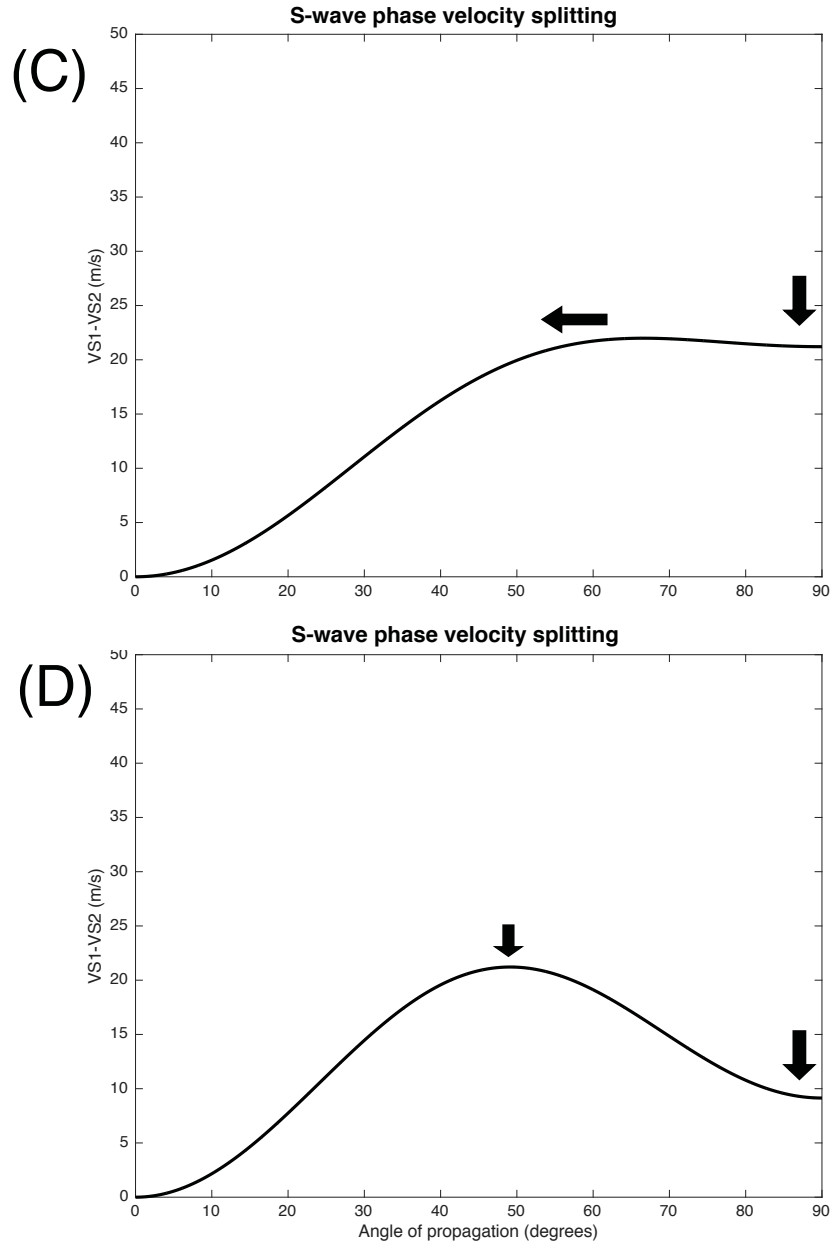 S-wave phase velocity splitting
(C)
50
45
40
35
30
25
20
15
10
5
0
VS1-VS2 (m/s)
0 10 20 30 40 50 60 70 80 90
S-wave phase velocity splitting
(D)
50
45
40
35
30
25
20
15
10
5
0
VS1-VS2 (m/s)
0 10 20 30 40 50 60 70 80 90
Angle of propagation (degrees)